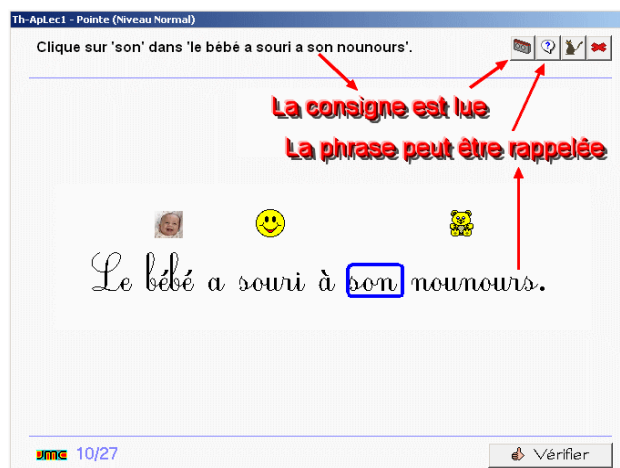 Th-ApLec1 - Pointe (Niveau Normal)
Clique sur 'son' dans 'le bébé a souri a son nounours'.
La consigne est lue
La phrase peut être rappelée
Le bébé a souri à son nounours.
JMC 10/27
Vérifier